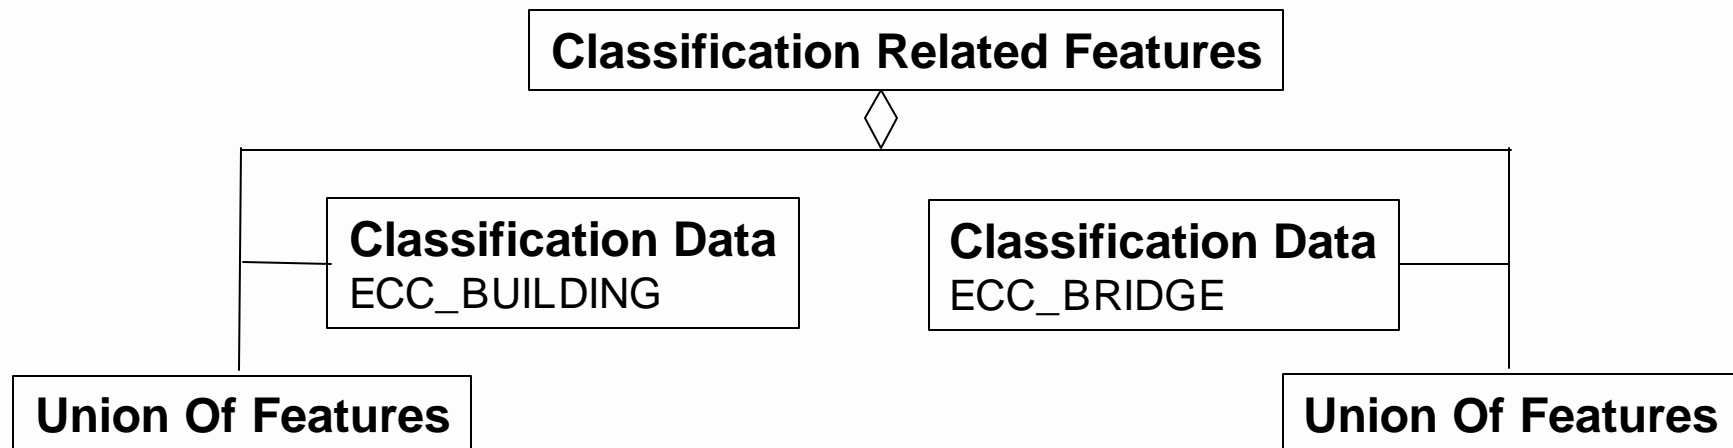 Classification Related Features
Classification Data
ECC_BUILDING
Classification Data
ECC_BRIDGE
Union Of Features
Union Of Features